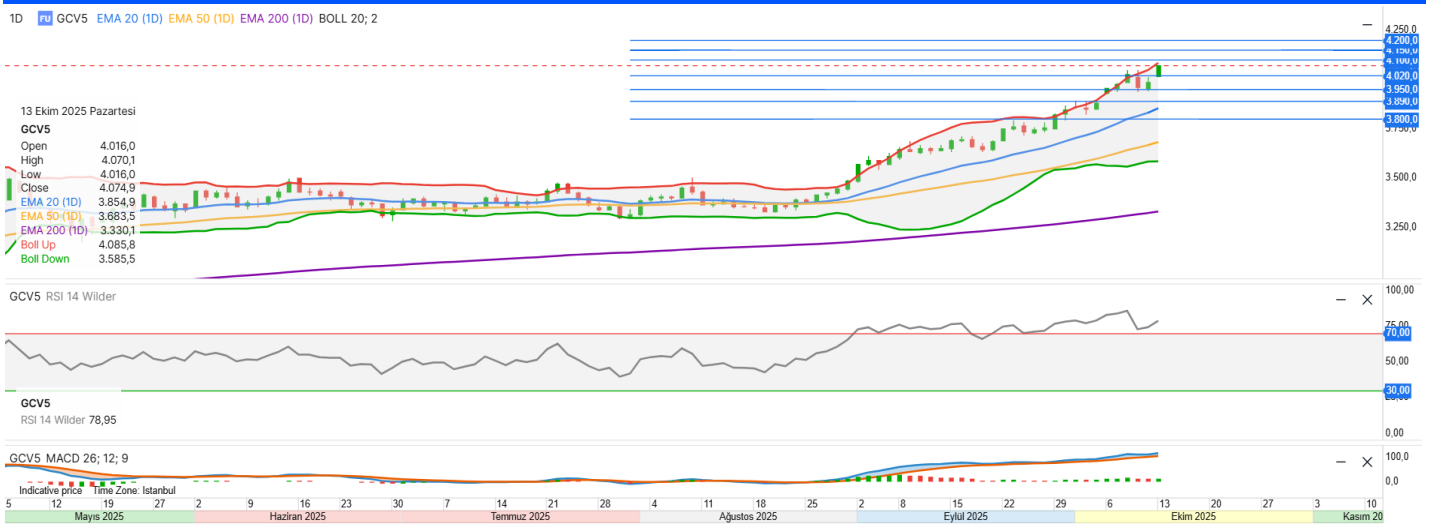 1D FU GCV5 EMA 20 (1D) EMA 50 (1D) EMA 200 (1D) BOLL 20; 2
4.250,0
4.200,0
4.150,0
4.100,0
4.020,0
3.950,0
3.890,0
3.800,0
3.750,0
3.500,0
3.250,0
13 Ekim 2025 Pazartesi
GCV5
Open 4.016,0
High 4.070,1
Low 4.016,0
Close 4.074,9
EMA 20 (1D) 3.854,9
EMA 50 (1D) 3.683,5
EMA 200 (1D) 3.330,1
Boll Up 4.085,8
Boll Down 3.585,5
GCV5 RSI 14 Wilder
100,00
75,00
70,00
50,00
30,00
25,00
0,00
GCV5
RSI 14 Wilder 78,95
GCV5 MACD 26; 12; 9
100,0
0,0
Indicative price Time Zone: Istanbul
5 12 19 27 2 9 16 23 30 7 14 21 28 4 11 18 25 2 8 15 22 29 6 13 20 27 3 10
Mayıs 2025 Haziran 2025 Temmuz 2025 Ağustos 2025 Eylül 2025 Ekim 2025 Kasım 20